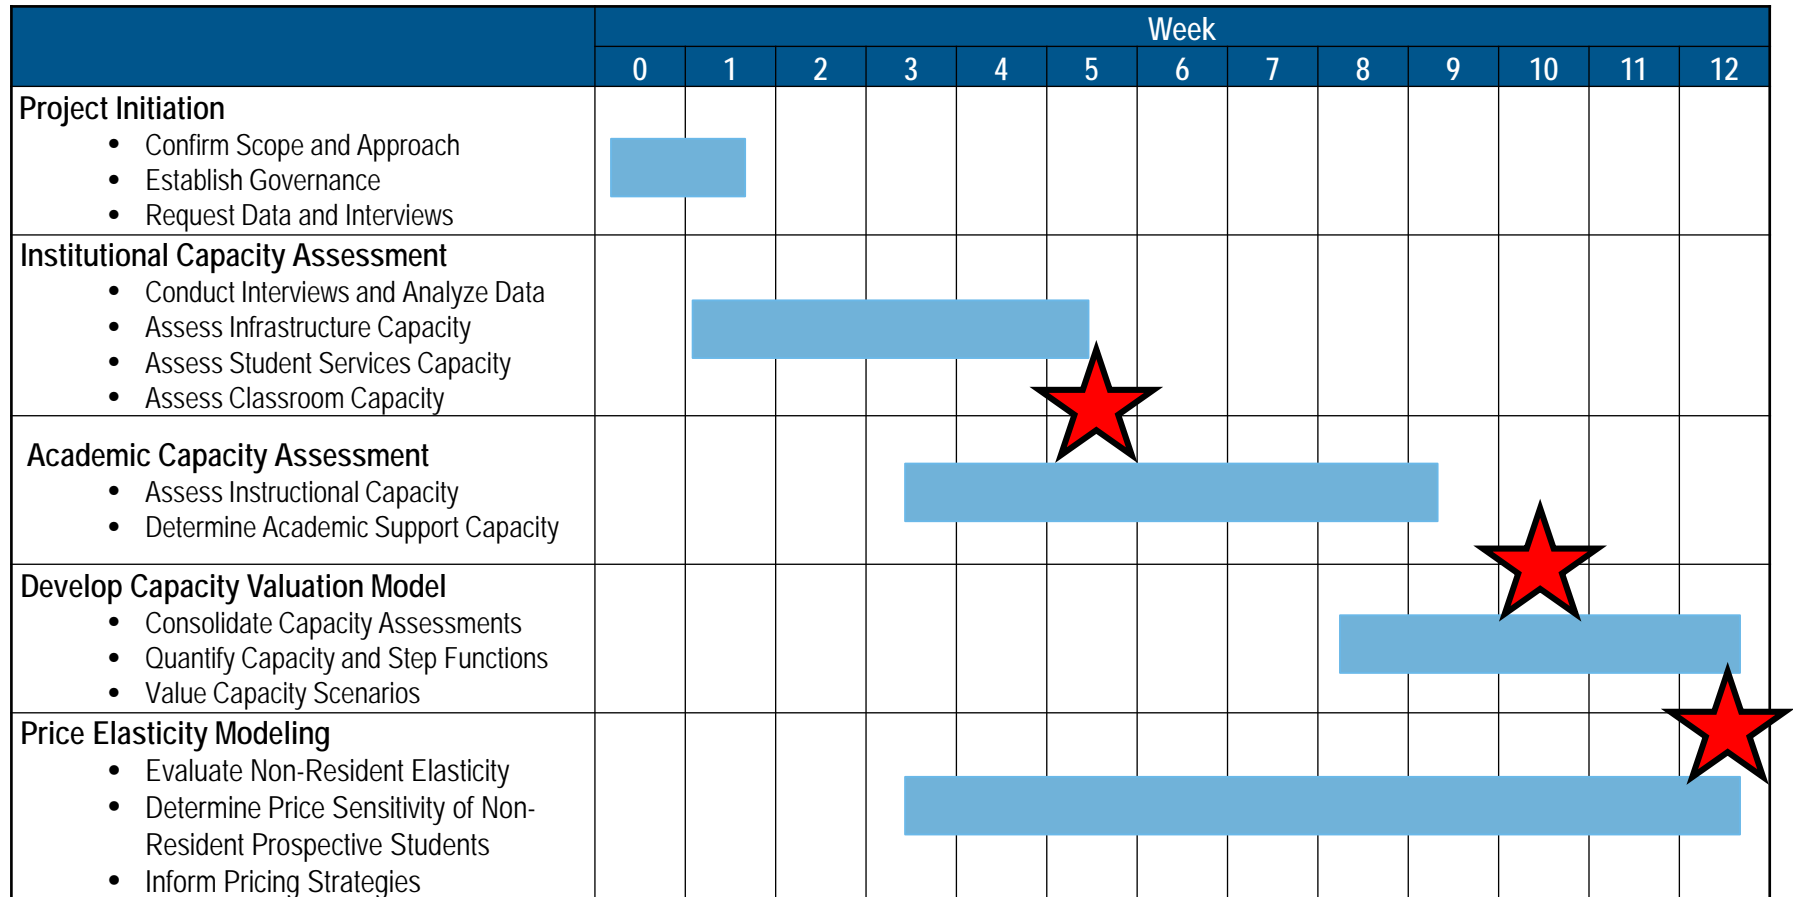 Week
0 1 2 3 4 5 6 7 8 9 10 11 12
Project Initiation
• Confirm Scope and Approach
• Establish Governance
• Request Data and Interviews
Institutional Capacity Assessment
• Conduct Interviews and Analyze Data
• Assess Infrastructure Capacity
• Assess Student Services Capacity
• Assess Classroom Capacity
Academic Capacity Assessment
• Assess Instructional Capacity
• Determine Academic Support Capacity
Develop Capacity Valuation Model
• Consolidate Capacity Assessments
• Quantify Capacity and Step Functions
• Value Capacity Scenarios
Price Elasticity Modeling
• Evaluate Non-Resident Elasticity
• Determine Price Sensitivity of Non-
Resident Prospective Students
• Inform Pricing Strategies